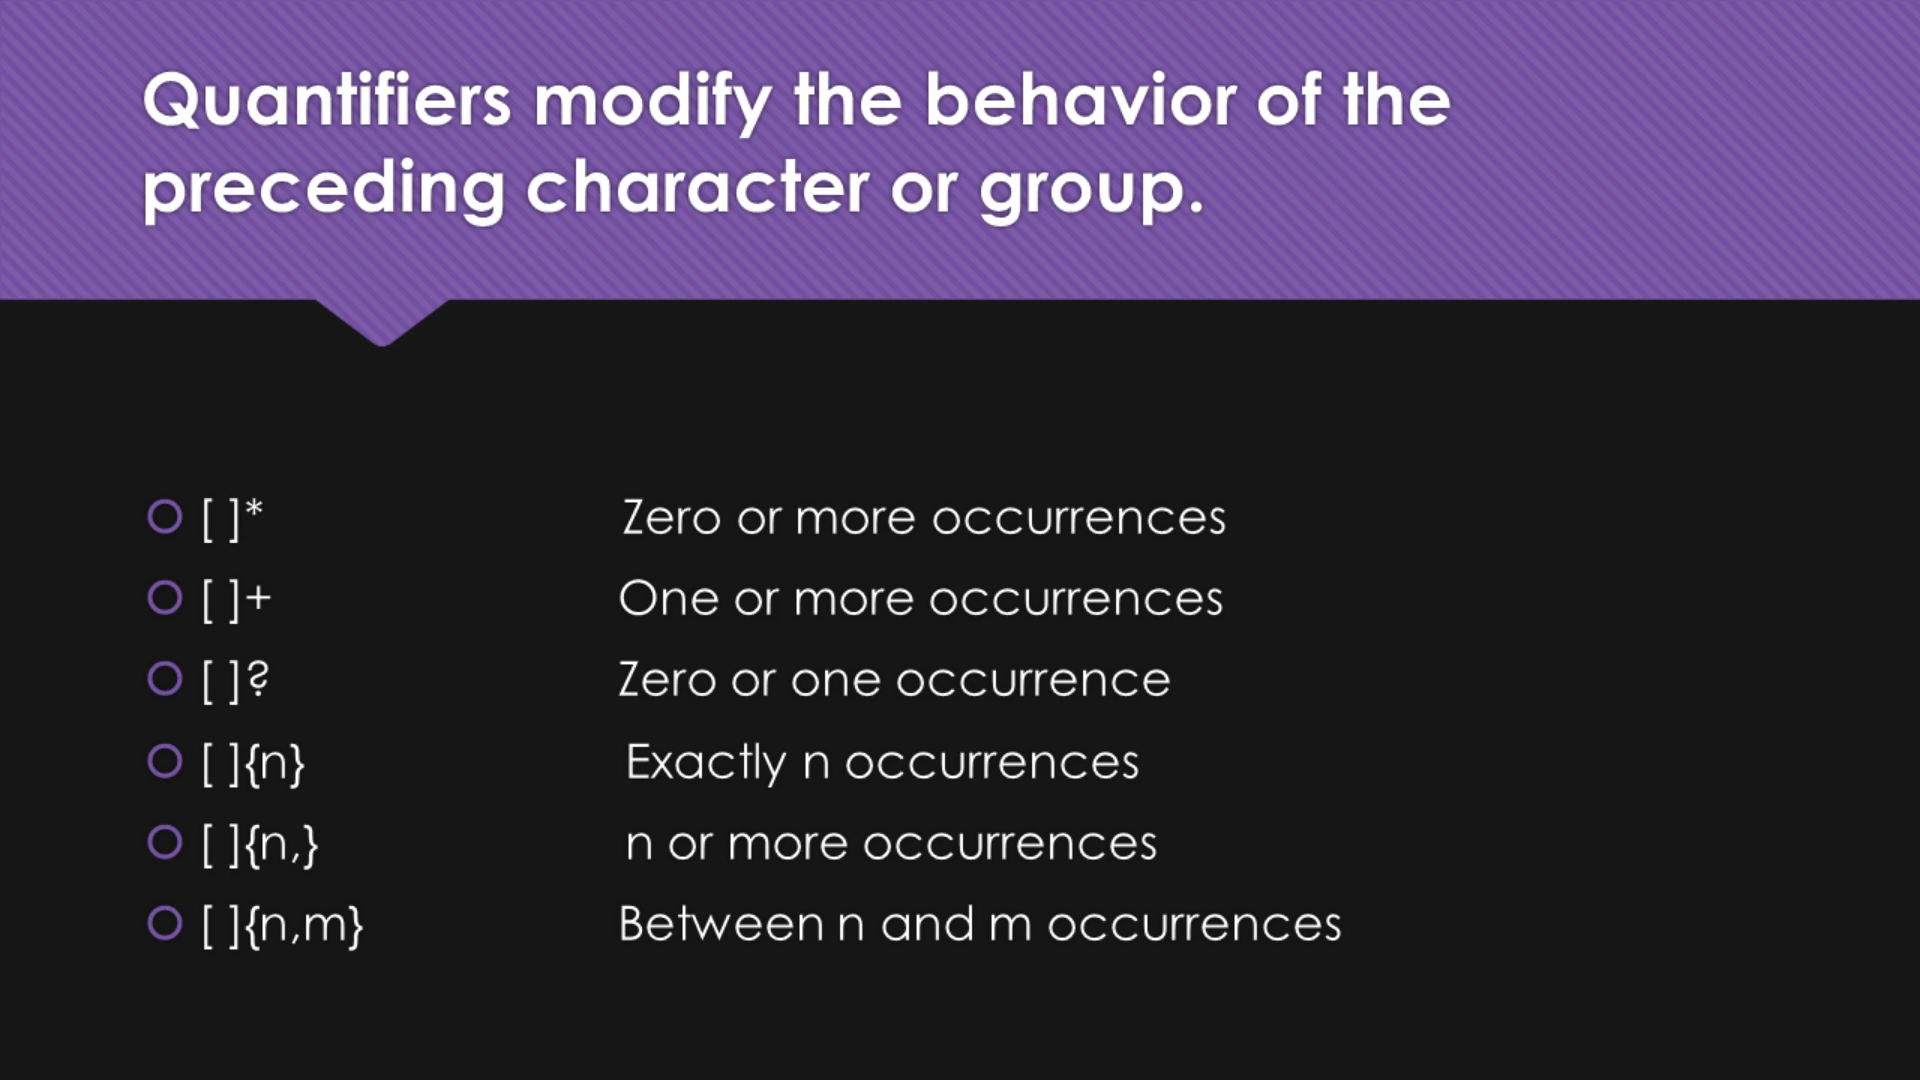 Quantifiers modify the behavior of the
preceding character or group.
[ ]* Zero or more occurrences
[ ]+ One or more occurrences
[ ]? Zero or one occurrence
[ ]{n} Exactly n occurrences
[ ]{n,} n or more occurrences
[ ]{n,m} Between n and m occurrences